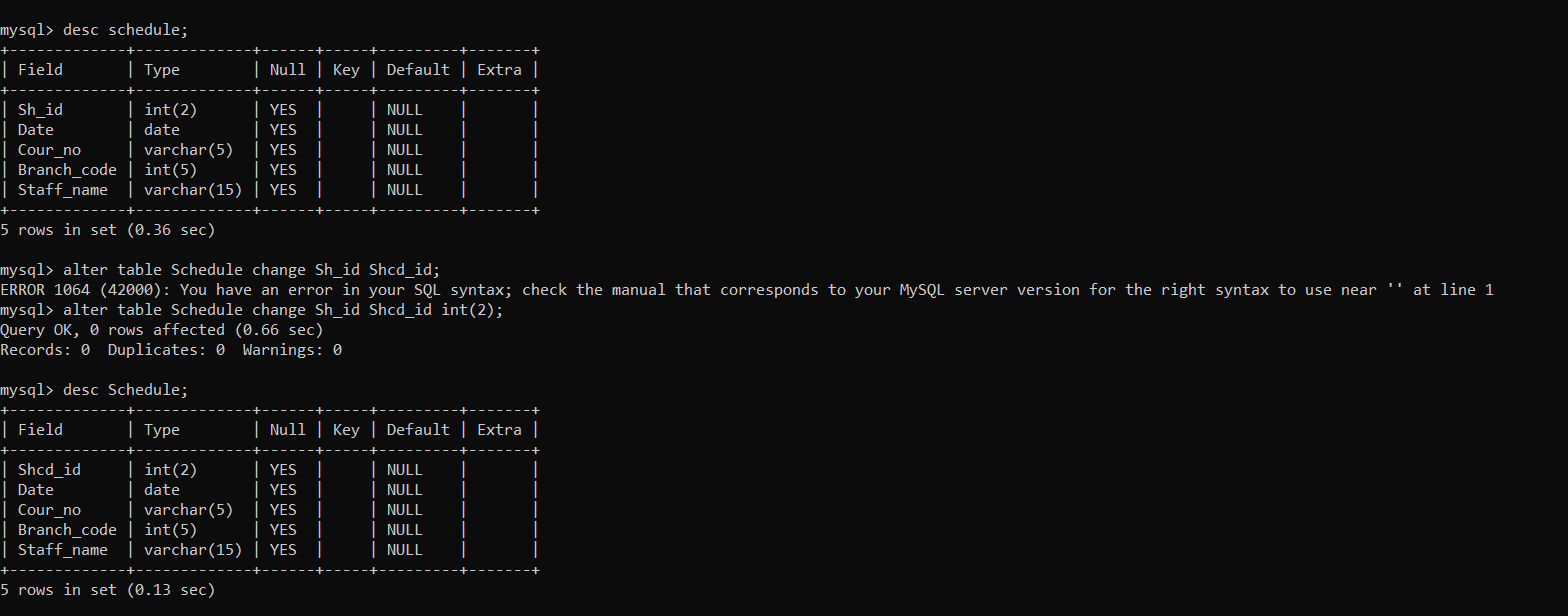 mysql> desc schedule;
+-------------+-------------+------+-----+---------+-------+
| Field       | Type        | Null | Key | Default | Extra |
+-------------+-------------+------+-----+---------+-------+
| Sh_id       | int(2)      | YES  |     | NULL    |       |
| Date        | date        | YES  |     | NULL    |       |
| Cour_no     | varchar(5)  | YES  |     | NULL    |       |
| Branch_code | int(5)      | YES  |     | NULL    |       |
| Staff_name  | varchar(15) | YES  |     | NULL    |       |
+-------------+-------------+------+-----+---------+-------+
5 rows in set (0.36 sec)

mysql> alter table Schedule change Sh_id Shcd_id;
ERROR 1064 (42000): You have an error in your SQL syntax; check the manual that corresponds to your MySQL server version for the right syntax to use near '' at line 1
mysql> alter table Schedule change Sh_id Shcd_id int(2);
Query OK, 0 rows affected (0.66 sec)
Records: 0  Duplicates: 0  Warnings: 0

mysql> desc Schedule;
+-------------+-------------+------+-----+---------+-------+
| Field       | Type        | Null | Key | Default | Extra |
+-------------+-------------+------+-----+---------+-------+
| Shcd_id     | int(2)      | YES  |     | NULL    |       |
| Date        | date        | YES  |     | NULL    |       |
| Cour_no     | varchar(5)  | YES  |     | NULL    |       |
| Branch_code | int(5)      | YES  |     | NULL    |       |
| Staff_name  | varchar(15) | YES  |     | NULL    |       |
+-------------+-------------+------+-----+---------+-------+
5 rows in set (0.13 sec)